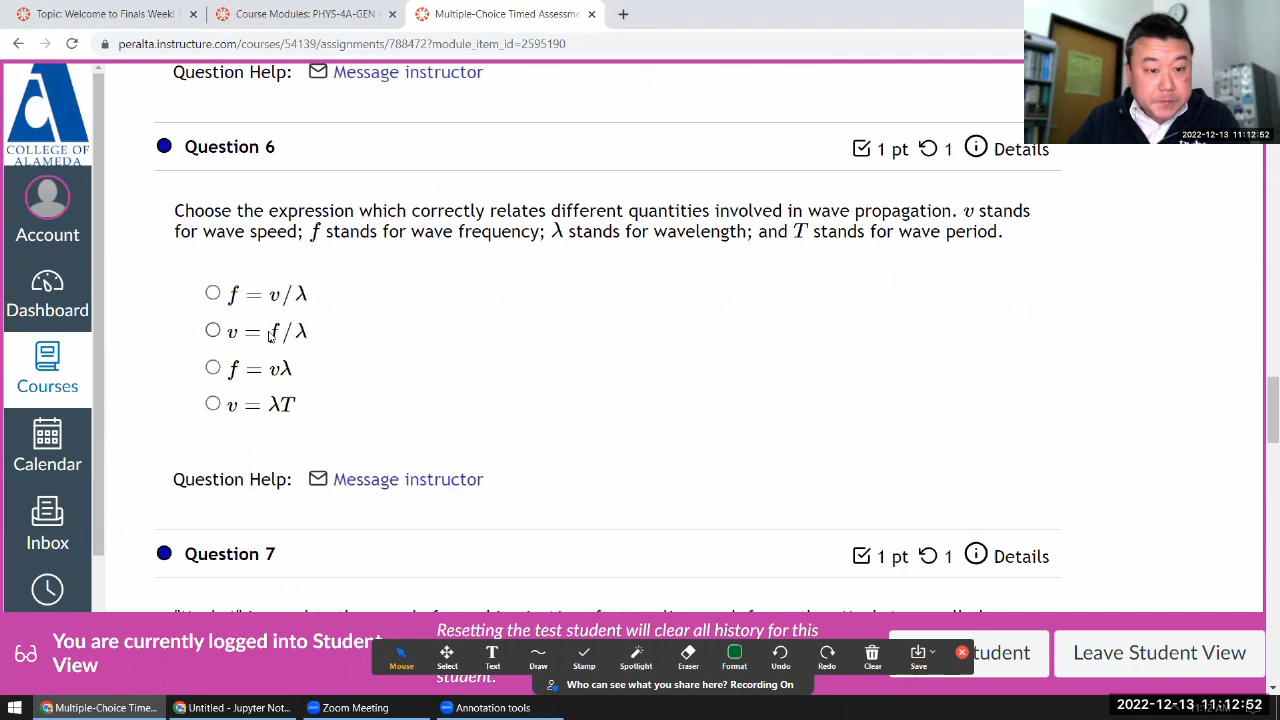 Topic: Welcome to Finals Week!
Course Modules: PHYS-4A-GEN
Multiple-Choice Timed Assessme
peralta.instructure.com/courses/54139/assignments/788472?module_item_id=2595190
2022-12-13 11:12:52
COLLEGE OF
ALAMEDA
Account
Dashboard
Courses
Calendar
Inbox
Question Help: Message instructor
Question 6
1 pt 1 Details
Choose the expression which correctly relates different quantities involved in wave propagation. v stands
for wave speed; f stands for wave frequency; λ stands for wavelength; and T stands for wave period.
f = v/λ
v = f/λ
f = vλ
v = λT
Question Help: Message instructor
Question 7
1 pt 1 Details
You are currently logged into Student
View
Resetting the test student will clear all history for this
student.
tudent
Leave Student View
Mouse Select Text Draw Stamp Spotlight Eraser Format Undo Redo Clear Save
Who can see what you share here? Recording On
Multiple-Choice Time...
Untitled - Jupyter Not...
Zoom Meeting
Annotation tools
2022-12-13 11:12:52